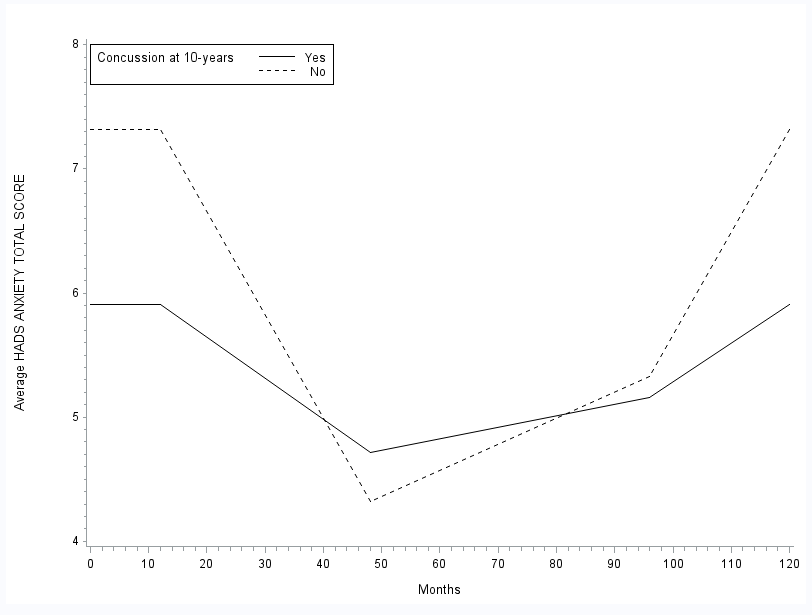 8
Concussion at 10-years Yes
No
7
6
5
4
Average HADS ANXIETY TOTAL SCORE
0 10 20 30 40 50 60 70 80 90 100 110 120
Months